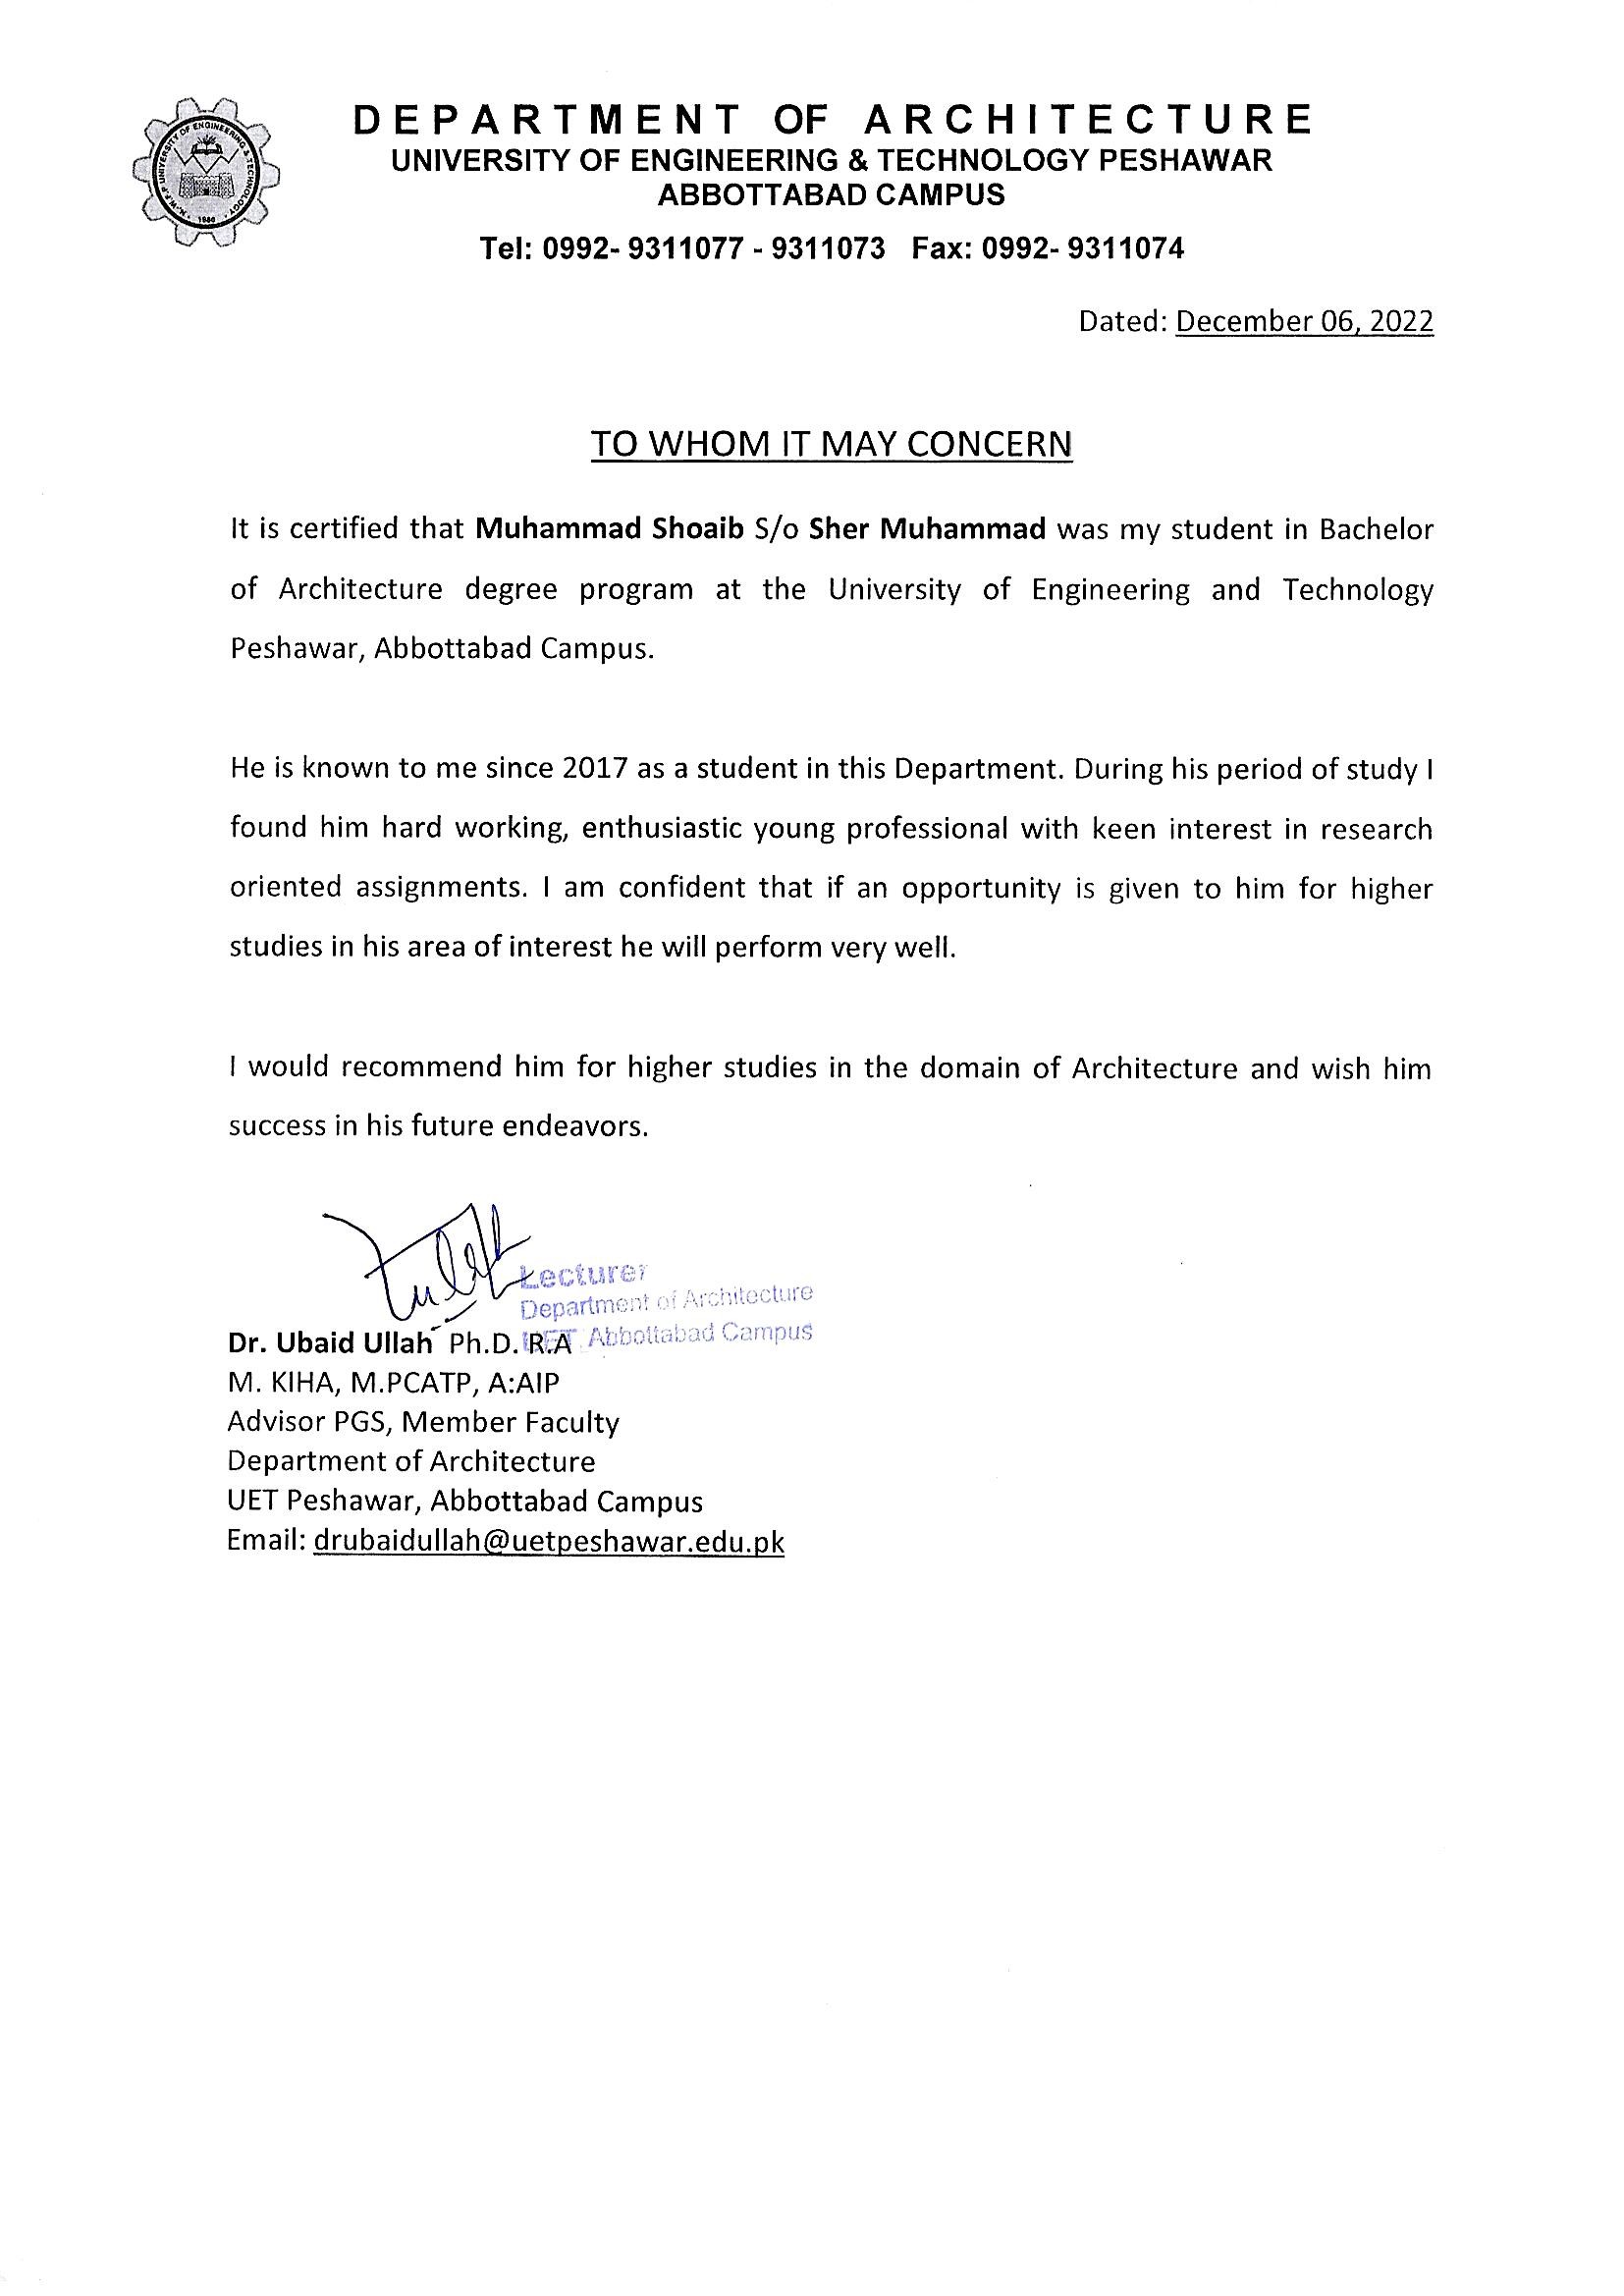 DEPARTMENT OF ARCHITECTURE
UNIVERSITY OF ENGINEERING & TECHNOLOGY PESHAWAR
ABBOTTABAD CAMPUS
Tel: 0992- 9311077 - 9311073 Fax: 0992- 9311074
N.-W.F.P UNIVERSITY OF ENGINEERING & TECHNOLOGY
1980
Dated: December 06, 2022
TO WHOM IT MAY CONCERN
It is certified that Muhammad Shoaib S/o Sher Muhammad was my student in Bachelor
of Architecture degree program at the University of Engineering and Technology
Peshawar, Abbottabad Campus.
He is known to me since 2017 as a student in this Department. During his period of study I
found him hard working, enthusiastic young professional with keen interest in research
oriented assignments. I am confident that if an opportunity is given to him for higher
studies in his area of interest he will perform very well.
I would recommend him for higher studies in the domain of Architecture and wish him
success in his future endeavors.
Lecturer
Department of Architecture
UET Abbottabad Campus
Dr. Ubaid Ullah Ph.D. R.A
M. KIHA, M.PCATP, A:AIP
Advisor PGS, Member Faculty
Department of Architecture
UET Peshawar, Abbottabad Campus
Email: drubaidullah@uetpeshawar.edu.pk